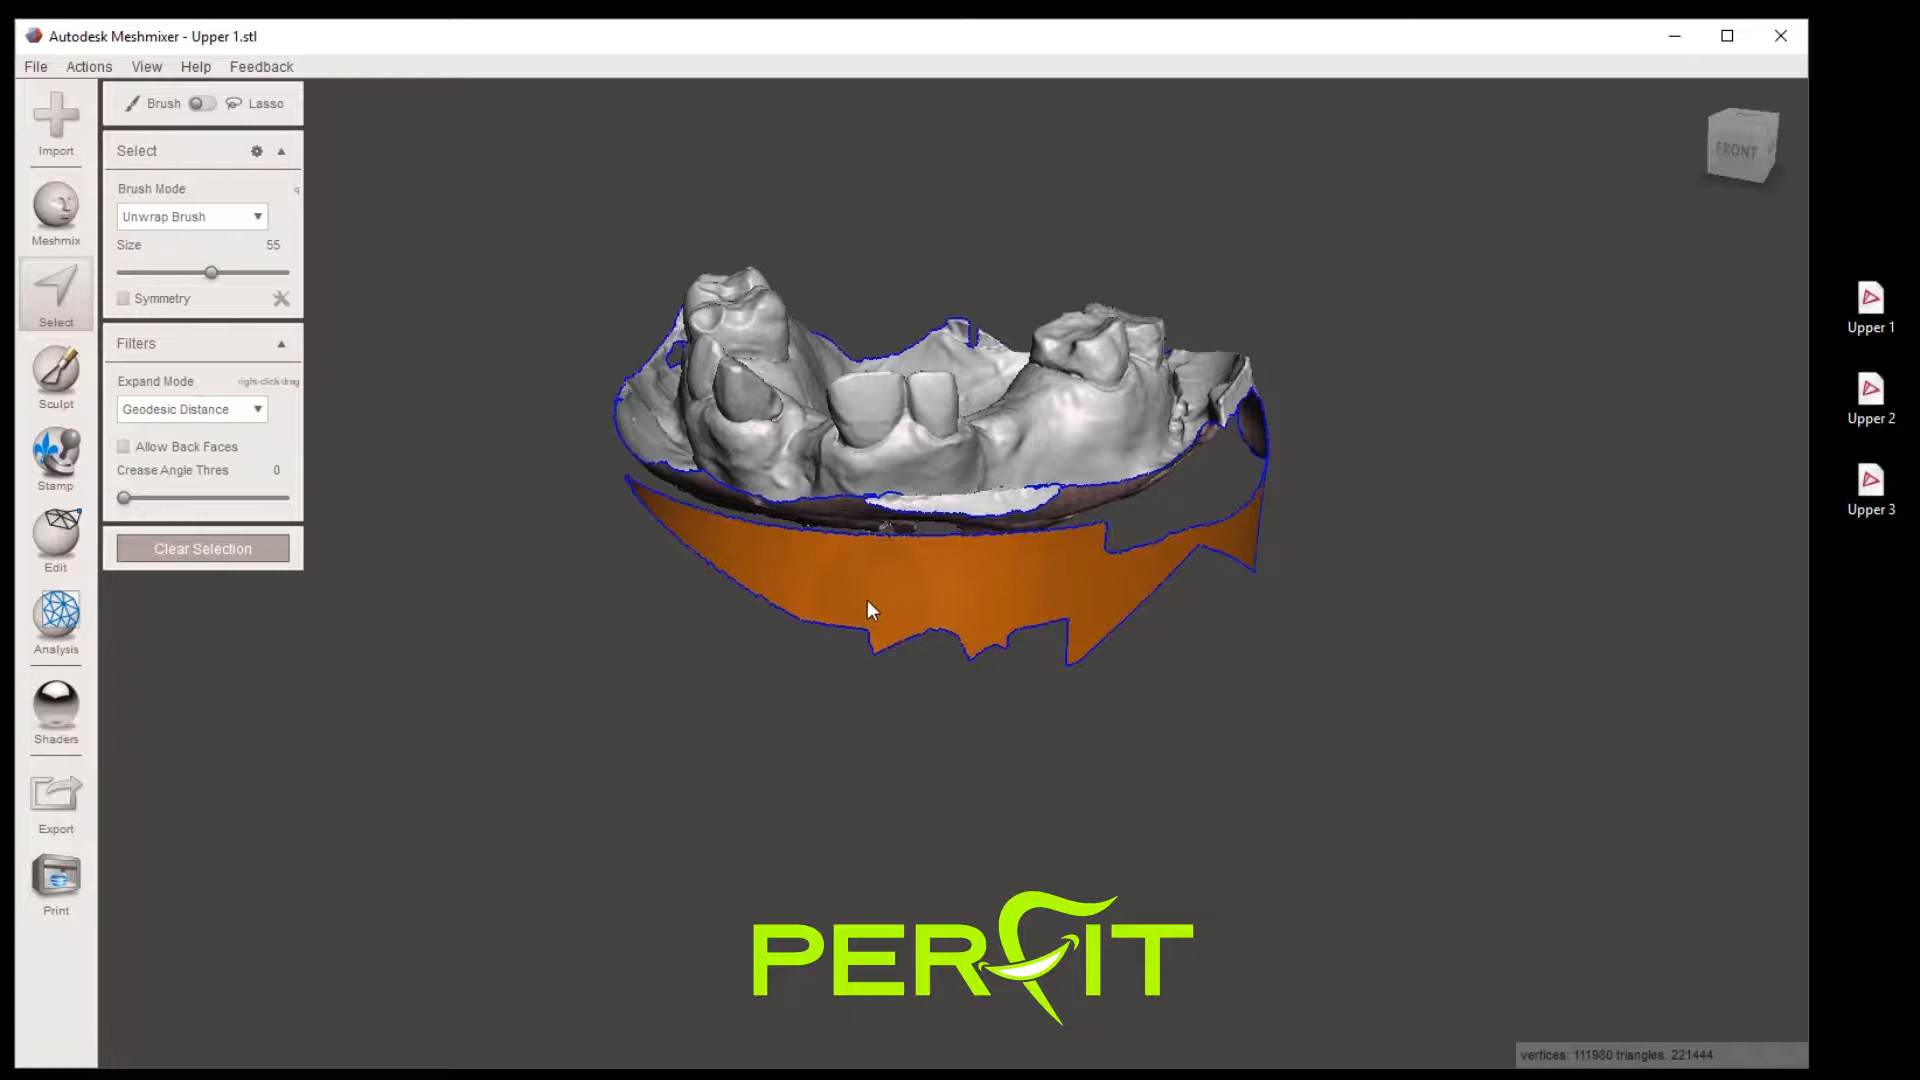 Autodesk Meshmixer - Upper 1.stl
File Actions View Help Feedback
Import
Meshmix
Select
Sculpt
Stamp
Edit
Analysis
Shaders
Export
Print
Brush Lasso
Select
Brush Mode q
Unwrap Brush
Size 55
Symmetry
Filters
Expand Mode right-click drag
Geodesic Distance
Allow Back Faces
Crease Angle Thres 0
Clear Selection
FRONT
Upper 1
Upper 2
Upper 3
PERFIT
vertices: 111980 triangles: 221444